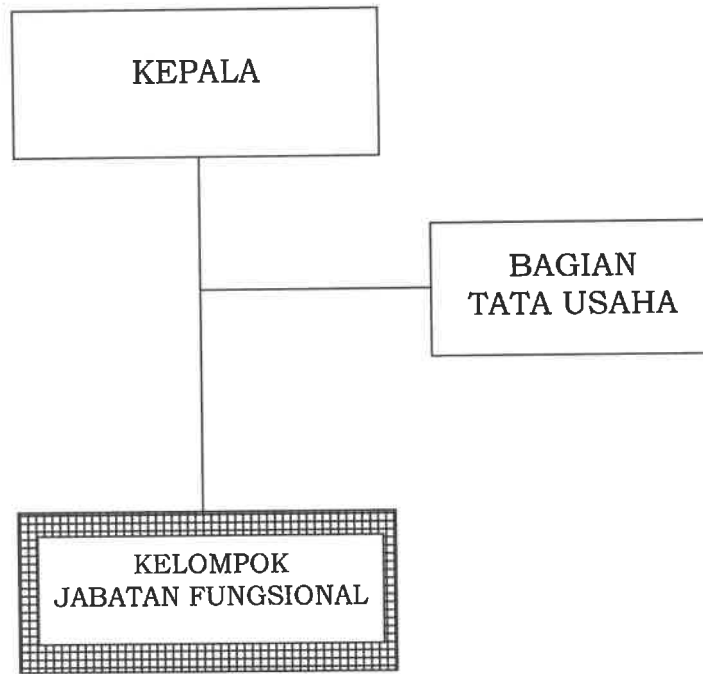 KEPALA
BAGIAN
TATA USAHA
KELOMPOK
JABATAN FUNGSIONAL